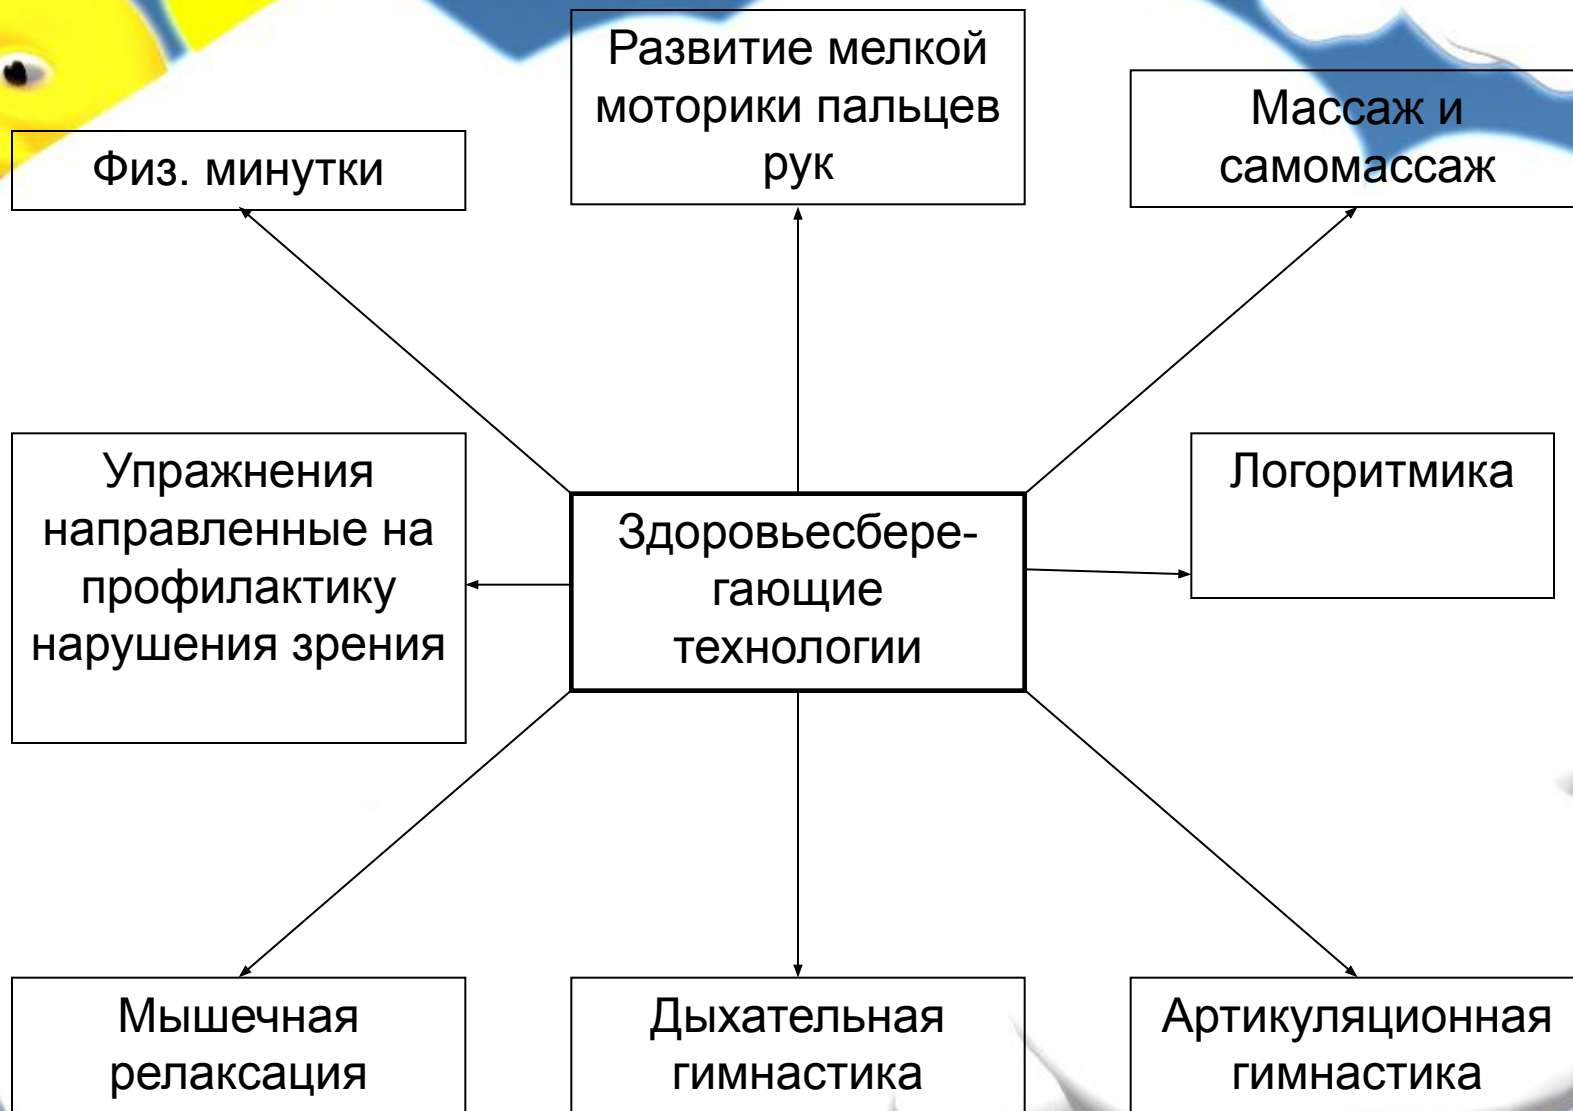 Развитие мелкой
моторики пальцев
рук
Физ. минутки
Массаж и
самомассаж
Упражнения
направленные на
профилактику
нарушения зрения
Здоровьесбере-
гающие
технологии
Логоритмика
Мышечная
релаксация
Дыхательная
гимнастика
Артикуляционная
гимнастика